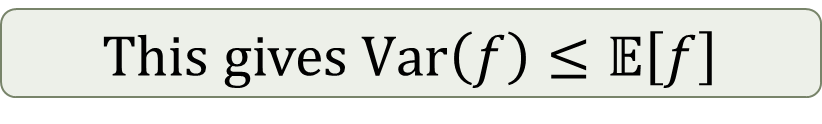 This gives Var(𝑓) ≤ 𝔼[𝑓]